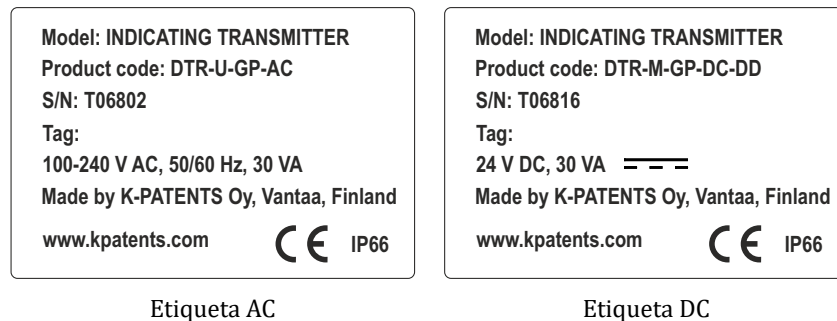 Model: INDICATING TRANSMITTER
Product code: DTR-U-GP-AC
S/N: T06802
Tag:
100-240 V AC, 50/60 Hz, 30 VA
Made by K-PATENTS Oy, Vantaa, Finland
www.kpatents.com CE IP66
Etiqueta AC
Model: INDICATING TRANSMITTER
Product code: DTR-M-GP-DC-DD
S/N: T06816
Tag:
24 V DC, 30 VA
Made by K-PATENTS Oy, Vantaa, Finland
www.kpatents.com CE IP66
Etiqueta DC